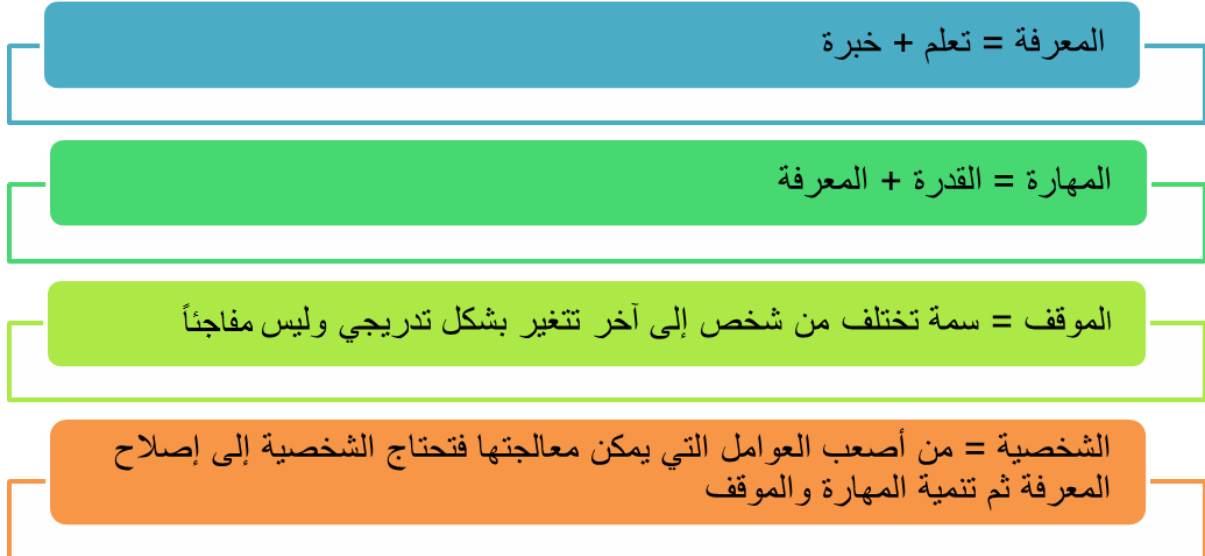 المعرفة = تعلم + خبرة
المهارة = القدرة + المعرفة
الموقف = سمة تختلف من شخص إلى آخر تتغير بشكل تدريجي وليس مفاجئاً
الشخصية = من أصعب العوامل التي يمكن معالجتها فتحتاج الشخصية إلى إصلاح
المعرفة ثم تنمية المهارة والموقف